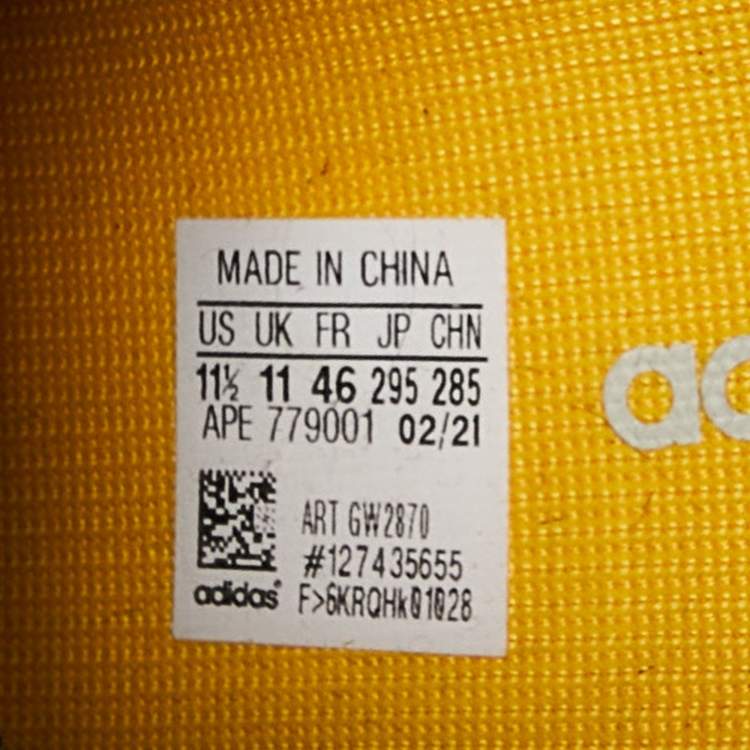 MADE IN CHINA
US UK FR JP CHN
11½ 11 46 295 285
APE 779001 02/21
ART GW2870
#127435655
adidas® F>6KRQHk01028